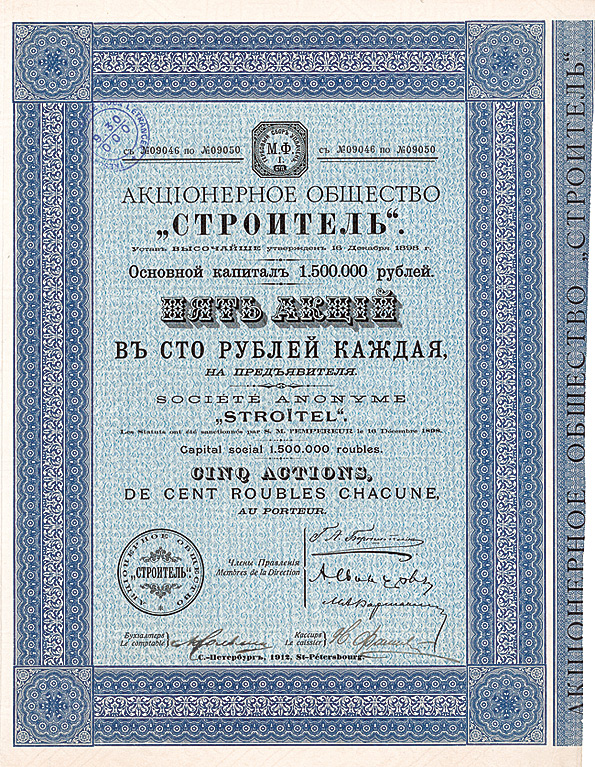 съ №09046 по №09050
М.Ф.
съ №09046 по №09050
АКЦІОНЕРНОЕ ОБЩЕСТВО
„СТРОИТЕЛЬ“.
Уставъ ВЫСОЧАЙШЕ утвержденъ 18 Декабря 1898 г.
Основной капиталъ 1.500.000 рублей.
ПЯТЬ АКЦІЙ
ВЪ СТО РУБЛЕЙ КАЖДАЯ,
НА ПРЕДЪЯВИТЕЛЯ.
SOCIÉTÉ ANONYME
„STROÏTEL“.
Les Statuts ont été sanctionnés par S. M. l'EMPEREUR le 18 Décembre 1898.
Capital social 1.500.000 roubles.
CINQ ACTIONS,
DE CENT ROUBLES CHACUNE,
AU PORTEUR.
АКЦІОНЕРНОЕ ОБЩЕСТВО
„СТРОИТЕЛЬ“.
Члены Правленія
Membres de la Direction
Бухгалтеръ
Le comptable
Кассиръ
Le caissier
С.-Петербургъ, 1912, St-Pétersbourg.
АКЦІОНЕРНОЕ ОБЩЕСТВО „СТРОИТЕЛЬ“.